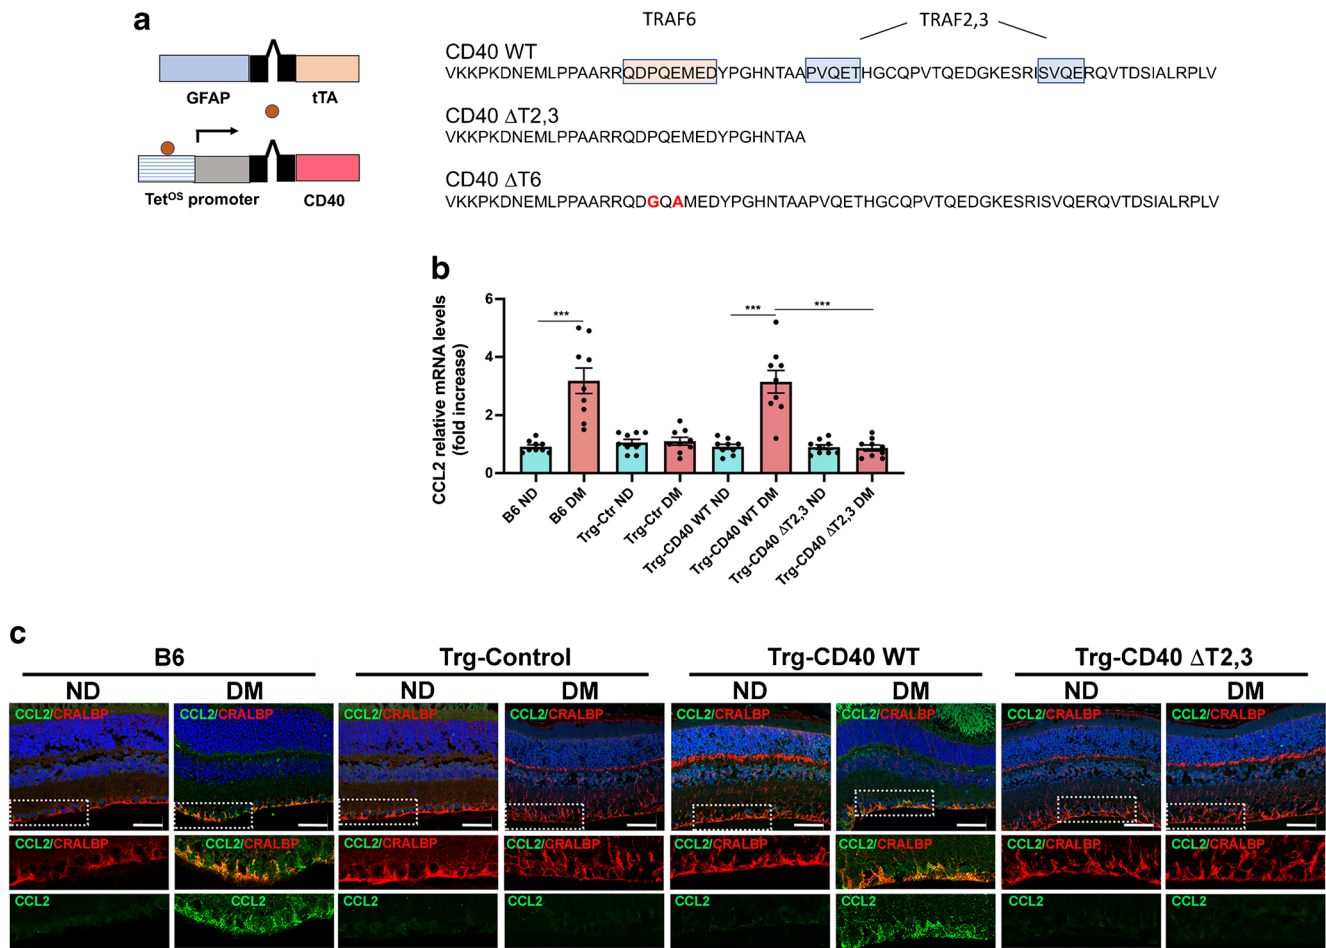 a
GFAP
tTA
Tet^OS promoter
CD40
TRAF6
TRAF2,3
CD40 WT
VKKPKDNEMLPPAARRQDPQEMEDYPGHNTAAPVQETHGCQPVTQEDGKESRISVQERQVTDSIALRPLV
CD40 ΔT2,3
VKKPKDNEMLPPAARRQDPQEMEDYPGHNTAA
CD40 ΔT6
VKKPKDNEMLPPAARRQDGQAMEDYPGHNTAAPVQETHGCQPVTQEDGKESRISVQERQVTDSIALRPLV
b
CCL2 relative mRNA levels
(fold increase)
6
4
2
0
***
***
***
B6 ND
B6 DM
Trg-Ctr ND
Trg-Ctr DM
Trg-CD40 WT ND
Trg-CD40 WT DM
Trg-CD40 ΔT2,3 ND
Trg-CD40 ΔT2,3 DM
c
B6 Trg-Control Trg-CD40 WT Trg-CD40 ΔT2,3
ND DM ND DM ND DM ND DM
CCL2/CRALBP CCL2/CRALBP CCL2/CRALBP CCL2/CRALBP CCL2/CRALBP CCL2/CRALBP CCL2/CRALBP CCL2/CRALBP
CCL2/CRALBP CCL2/CRALBP CCL2/CRALBP CCL2/CRALBP CCL2/CRALBP CCL2/CRALBP CCL2/CRALBP CCL2/CRALBP
CCL2 CCL2 CCL2 CCL2 CCL2 CCL2 CCL2 CCL2